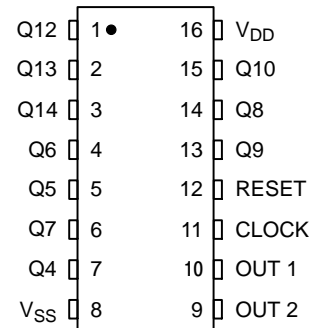 Q12 1 16 VDD
Q13 2 15 Q10
Q14 3 14 Q8
Q6 4 13 Q9
Q5 5 12 RESET
Q7 6 11 CLOCK
Q4 7 10 OUT 1
VSS 8 9 OUT 2